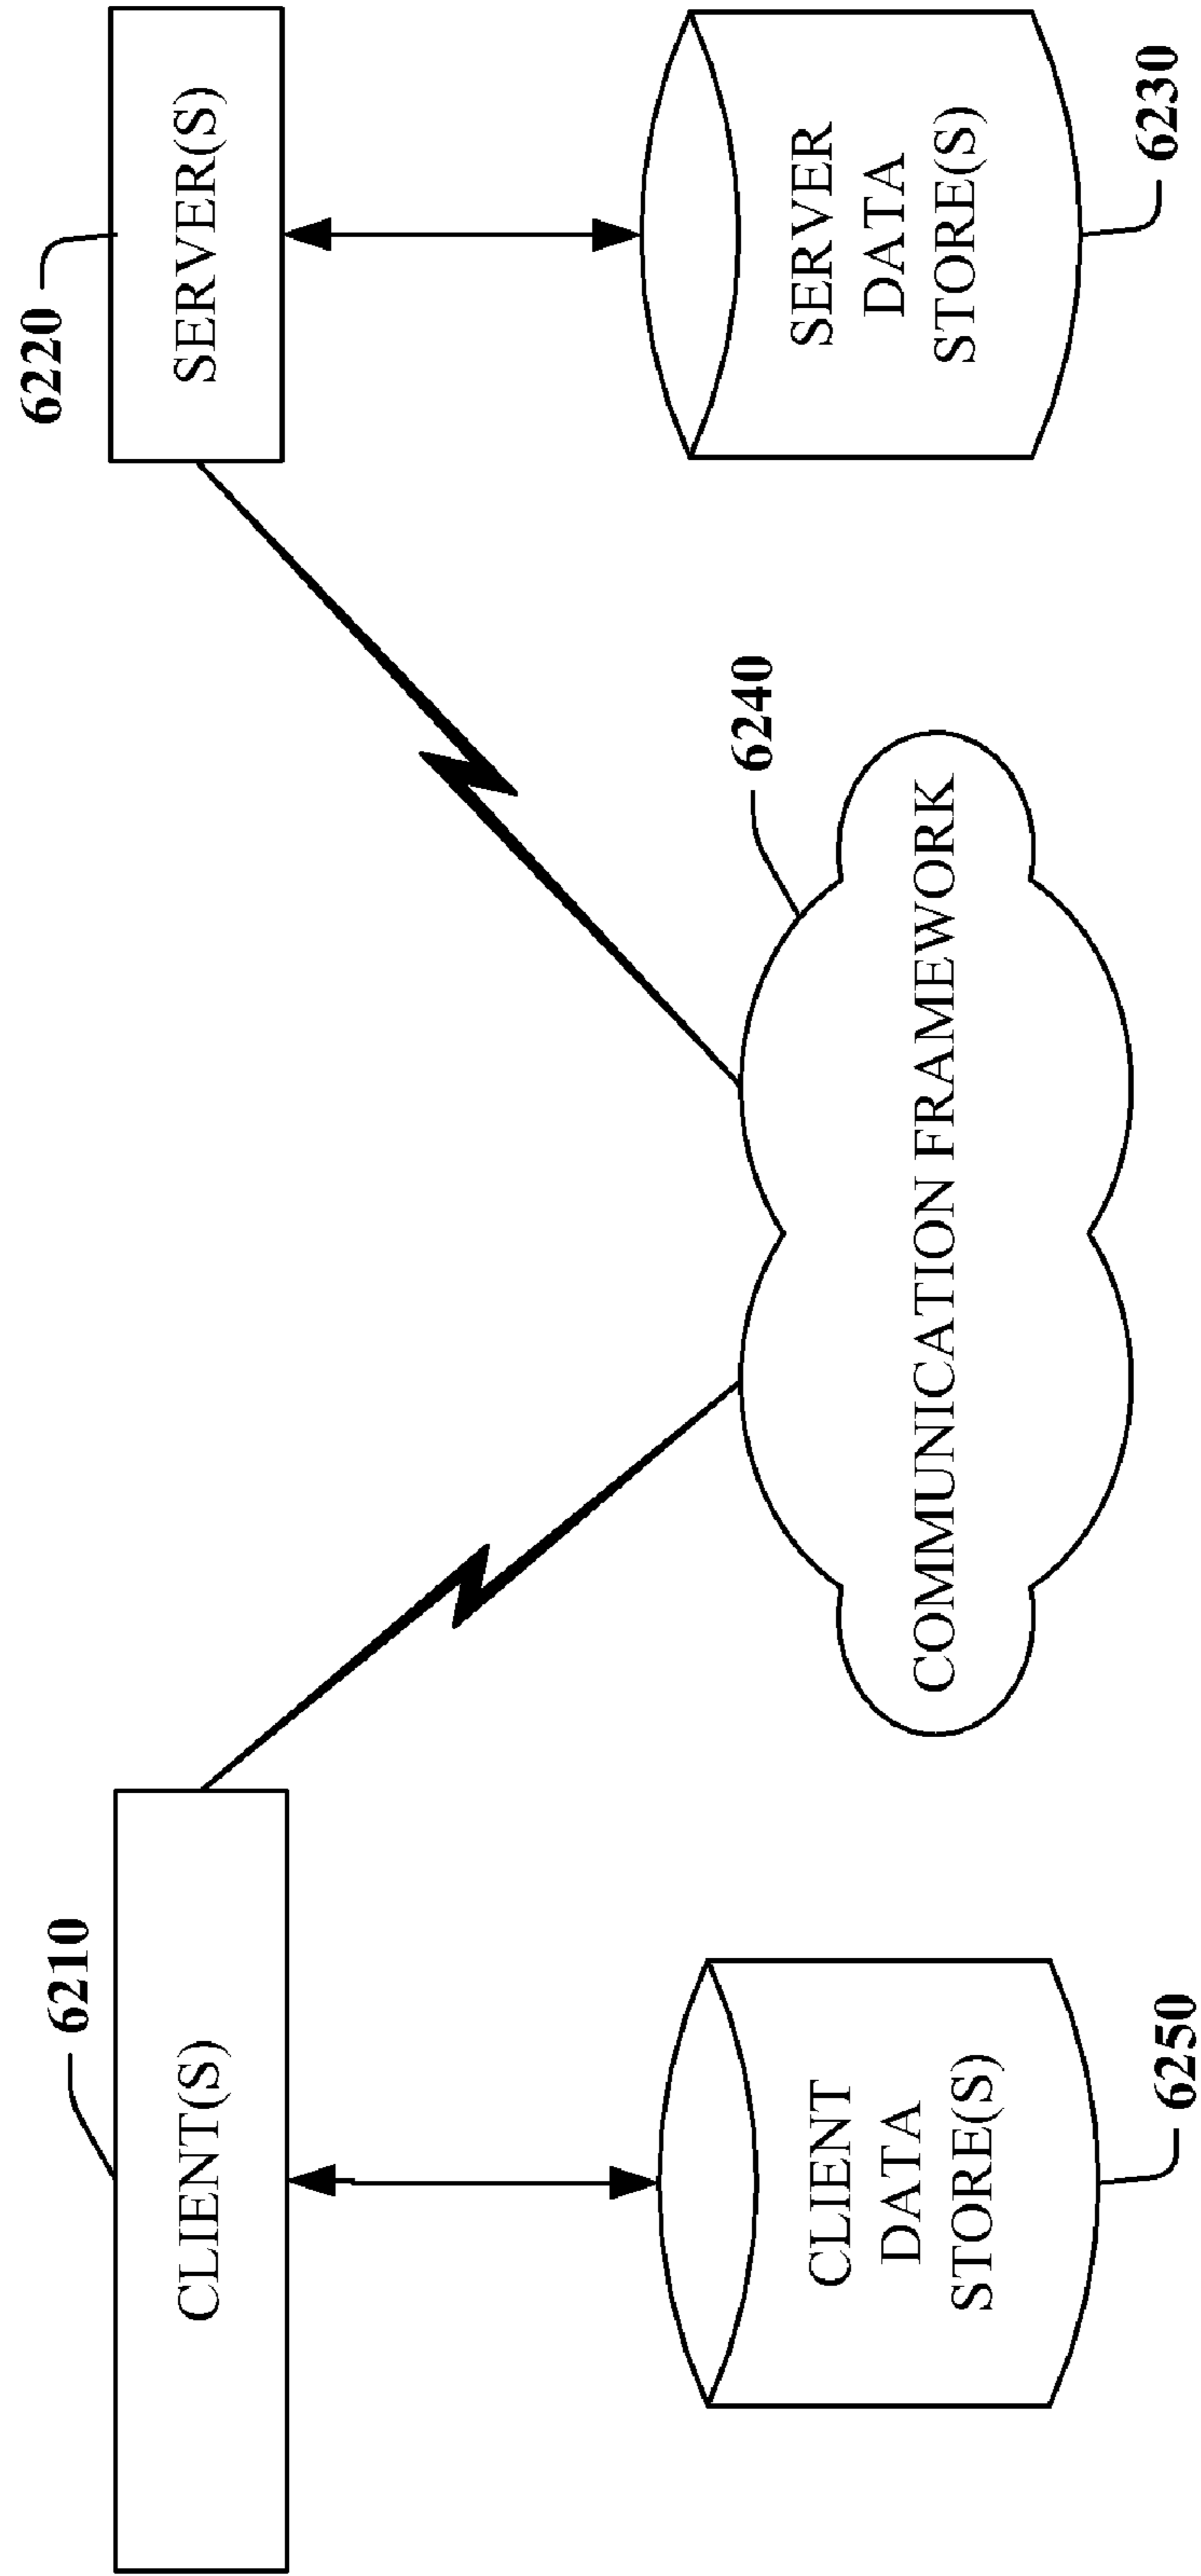 6210
CLIENT(S)
6220
SERVER(S)
CLIENT
DATA
STORE(S)
6250
6240
COMMUNICATION FRAMEWORK
SERVER
DATA
STORE(S)
6230